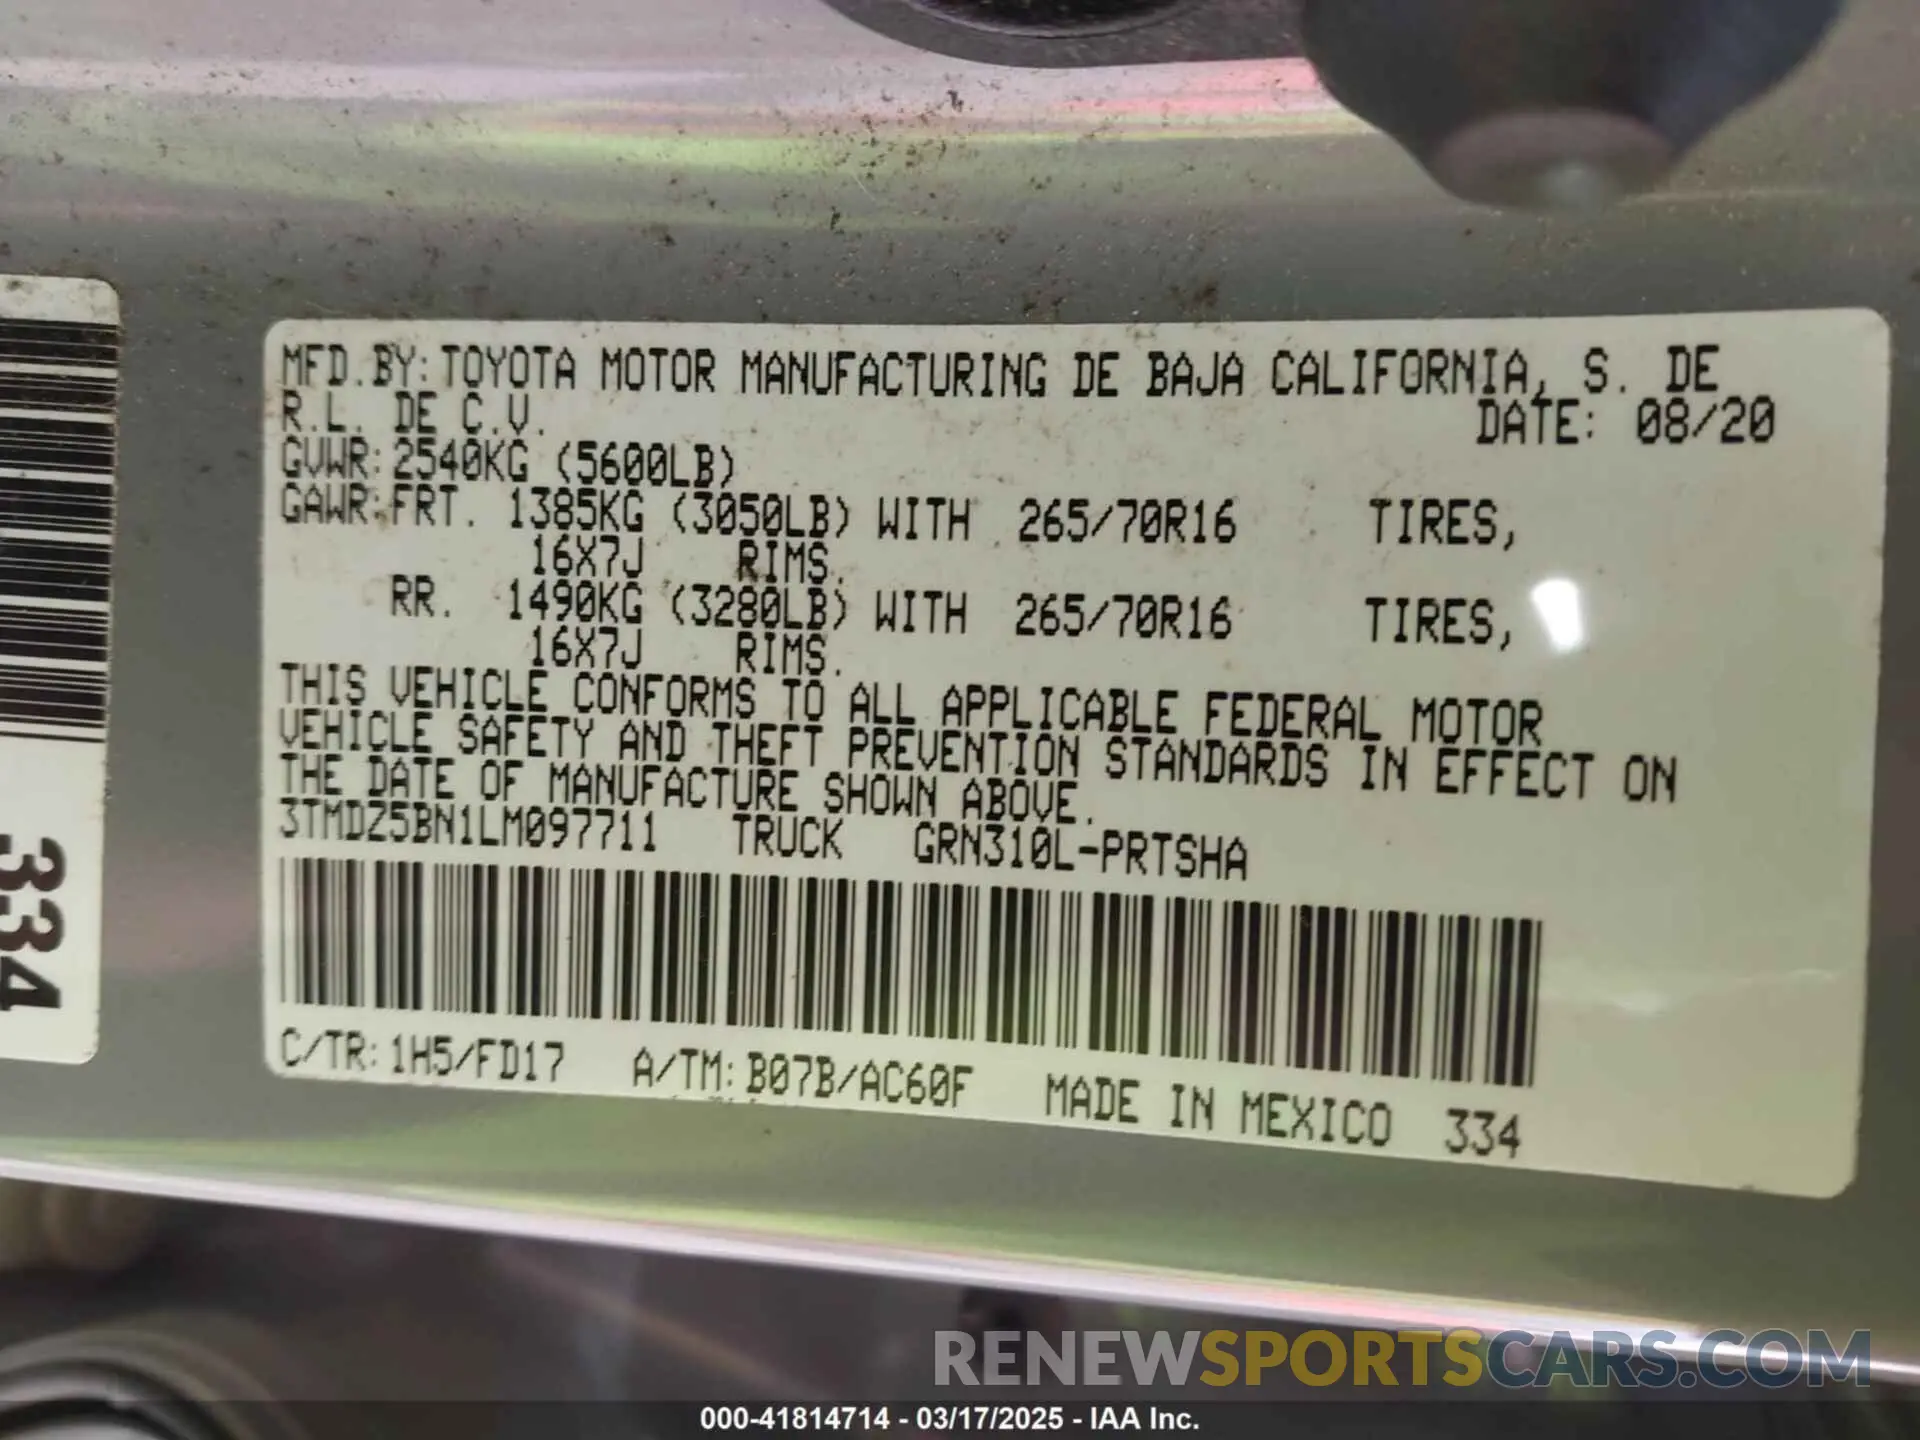 MFD.BY:TOYOTA MOTOR MANUFACTURING DE BAJA CALIFORNIA, S. DE
R.L. DE C.V. DATE: 08/20
GVWR:2540KG (5600LB)
GAWR:FRT. 1385KG (3050LB) WITH 265/70R16 TIRES,
16X7J RIMS.
RR. 1490KG (3280LB) WITH 265/70R16 TIRES,
16X7J RIMS.
THIS VEHICLE CONFORMS TO ALL APPLICABLE FEDERAL MOTOR
VEHICLE SAFETY AND THEFT PREVENTION STANDARDS IN EFFECT ON
THE DATE OF MANUFACTURE SHOWN ABOVE.
3TMDZ5BN1LM097711 TRUCK GRN310L-PRTSHA
C/TR:1H5/FD17 A/TM:B07B/AC60F MADE IN MEXICO 334
334
RENEWSPORTSCARS.COM
000-41814714 - 03/17/2025 - IAA Inc.